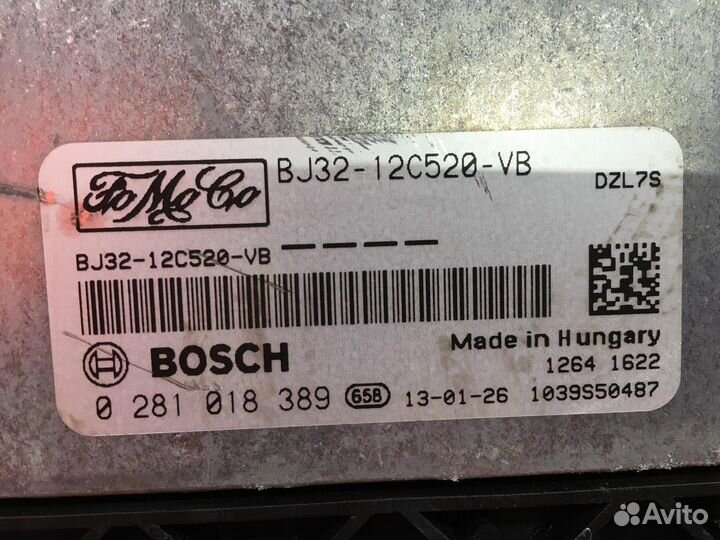 FoMoCo
BJ32-12C520-VB
DZL7S
BJ32-12C520-VB
BOSCH
Made in Hungary
1264 1622
0 281 018 389 658 13-01-26 1039S50487
Avito